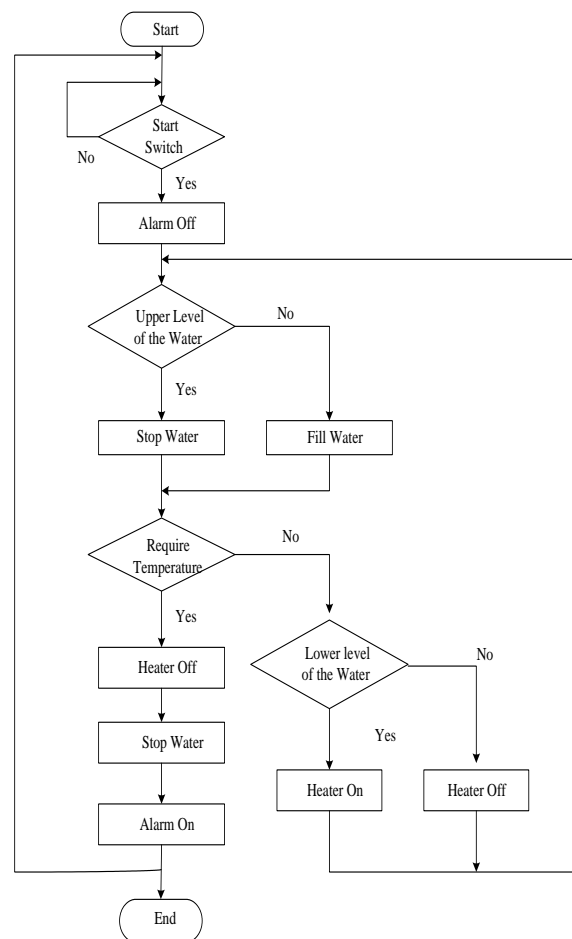 Start
Start
Switch
No
Yes
Alarm Off
Upper Level
of the Water
No
Yes
Stop Water
Fill Water
Require
Temperature
No
Yes
Lower level
of the Water
No
Heater Off
Yes
Stop Water
Heater On
Heater Off
Alarm On
End